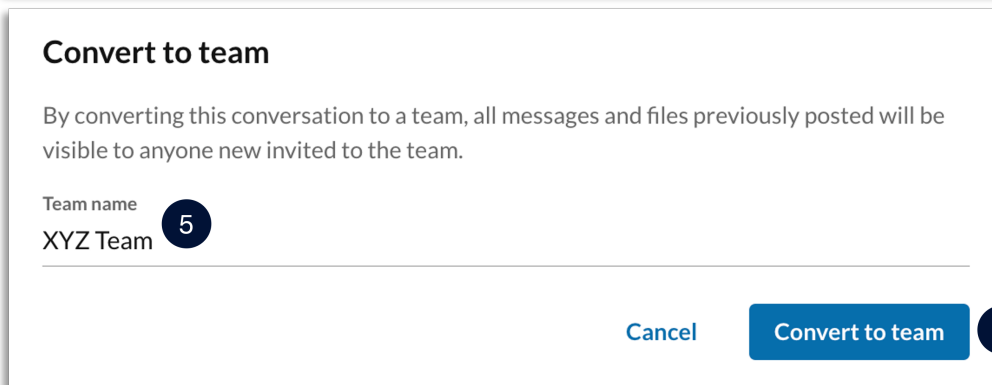 Convert to team
By converting this conversation to a team, all messages and files previously posted will be
visible to anyone new invited to the team.
Team name
XYZ Team
5
Cancel
Convert to team